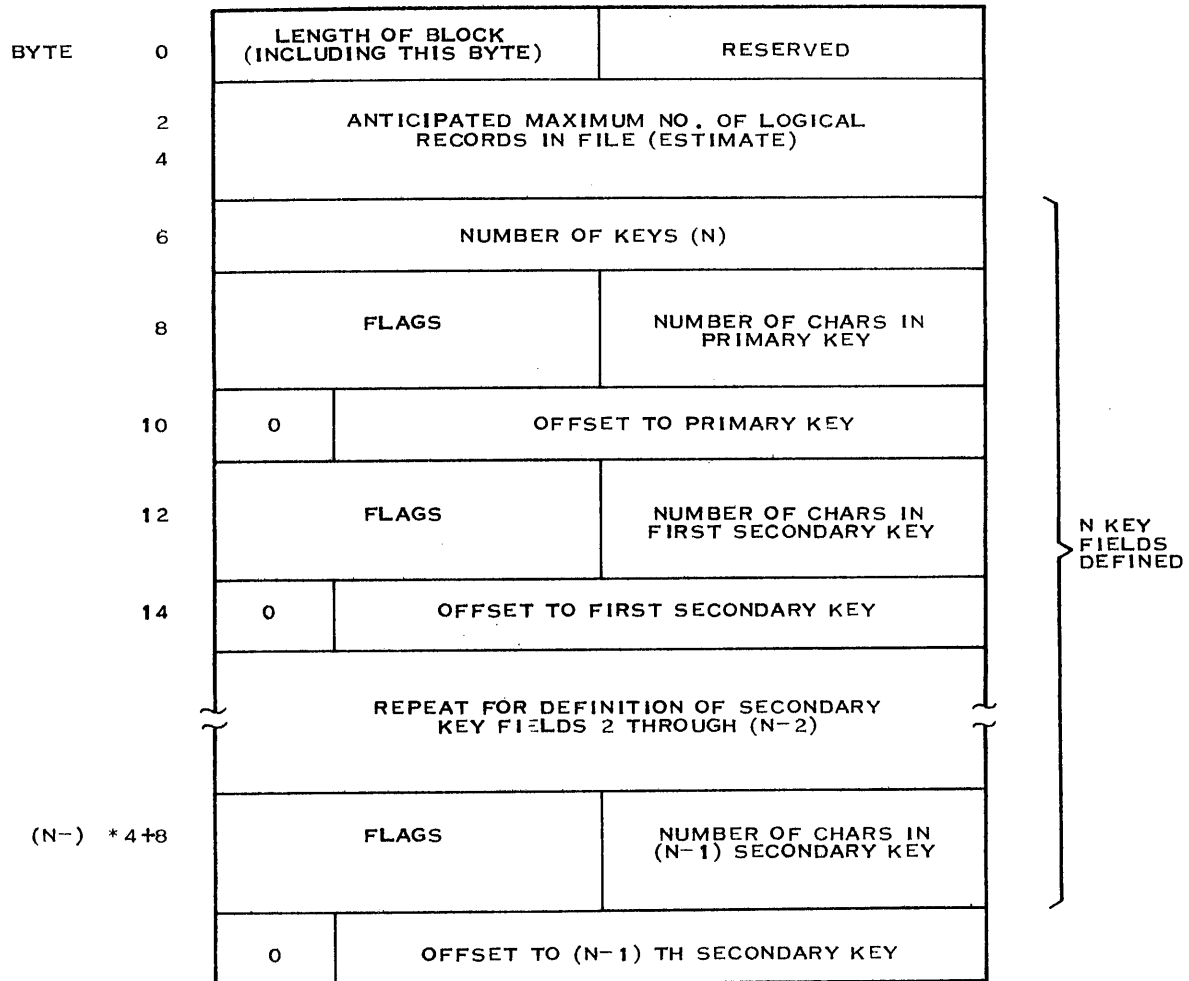 LENGTH OF BLOCK
(INCLUDING THIS BYTE)
RESERVED
BYTE 0
ANTICIPATED MAXIMUM NO. OF LOGICAL
RECORDS IN FILE (ESTIMATE)
2
4
6
NUMBER OF KEYS (N)
8
FLAGS
NUMBER OF CHARS IN
PRIMARY KEY
10
0
OFFSET TO PRIMARY KEY
12
FLAGS
NUMBER OF CHARS IN
FIRST SECONDARY KEY
N KEY
FIELDS
DEFINED
14
0
OFFSET TO FIRST SECONDARY KEY
REPEAT FOR DEFINITION OF SECONDARY
KEY FIELDS 2 THROUGH (N-2)
(N-) *4+8
FLAGS
NUMBER OF CHARS IN
(N-1) SECONDARY KEY
0
OFFSET TO (N-1) TH SECONDARY KEY